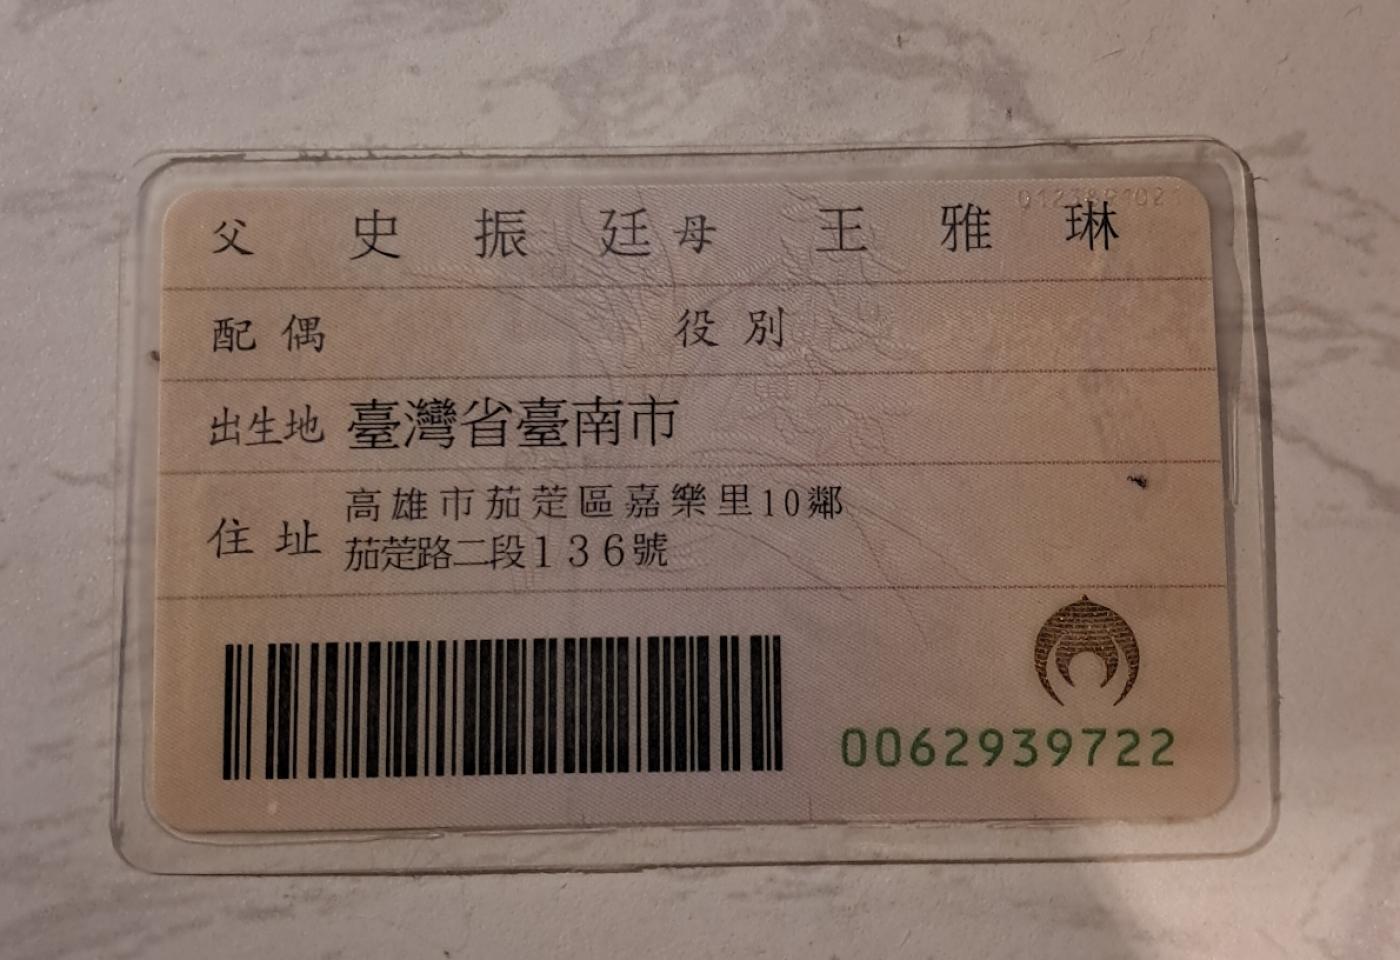 父 史振廷 母 王雅琳
配偶 役別
出生地 臺灣省臺南市
住址 高雄市茄萣區嘉樂里10鄰
茄萣路二段136號
0062939722